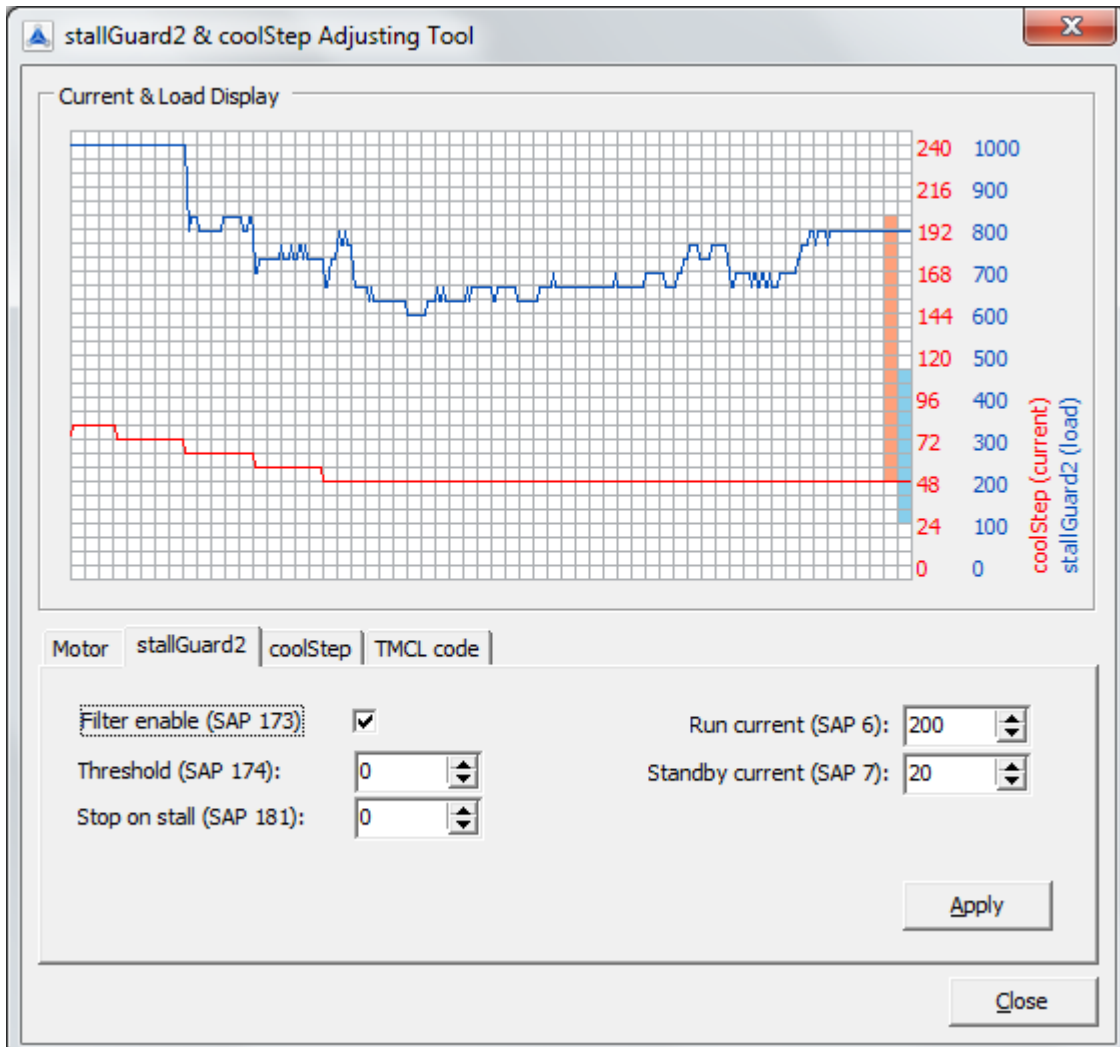 stallGuard2 & coolStep Adjusting Tool
Current & Load Display
240 1000
216 900
192 800
168 700
144 600
120 500
96 400
72 300
48 200
24 100
0 0
coolStep (current)
stallGuard2 (load)
Motor stallGuard2 coolStep TMCL code
Filter enable (SAP 173) Run current (SAP 6): 200
Threshold (SAP 174): 0 Standby current (SAP 7): 20
Stop on stall (SAP 181): 0
Apply
Close